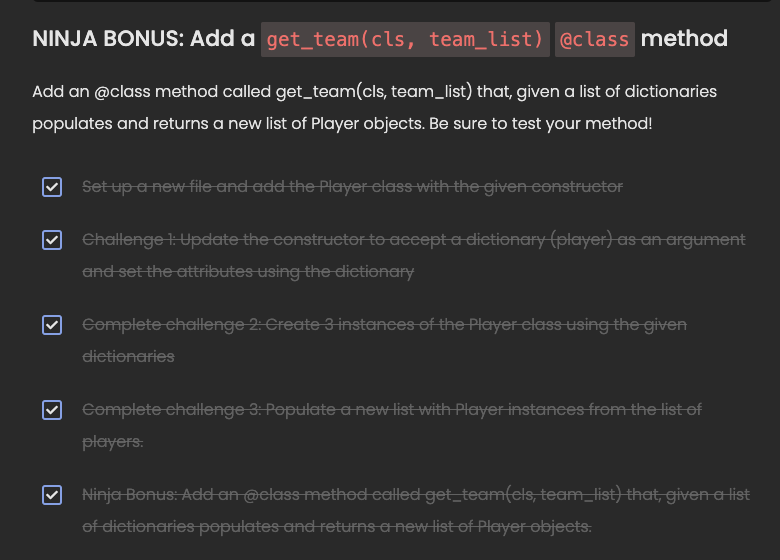 NINJA BONUS: Add a get_team(cls, team_list) @class method
Add an @class method called get_team(cls, team_list) that, given a list of dictionaries
populates and returns a new list of Player objects. Be sure to test your method!
Set up a new file and add the Player class with the given constructor
Challenge 1: Update the constructor to accept a dictionary (player) as an argument
and set the attributes using the dictionary
Complete challenge 2: Create 3 instances of the Player class using the given
dictionaries
Complete challenge 3: Populate a new list with Player instances from the list of
players.
Ninja Bonus: Add an @class method called get_team(cls, team_list) that, given a list
of dictionaries populates and returns a new list of Player objects.